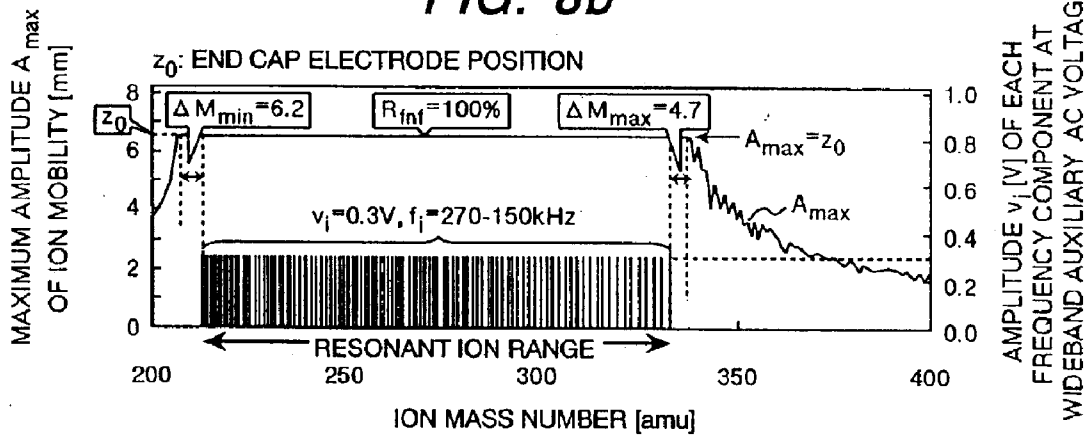 FIG. 8b
MAXIMUM AMPLITUDE A max
OF ION MOBILITY [mm]
z0: END CAP ELECTRODE POSITION
z0
Δ Mmin=6.2
Rfnf=100%
Δ Mmax=4.7
Amax=z0
Amax
vi=0.3V, fi=270-150kHz
RESONANT ION RANGE
8
6
4
2
0
1.0
0.8
0.6
0.4
0.2
0.0
200
250
300
350
400
ION MASS NUMBER [amu]
AMPLITUDE vi [V] OF EACH
FREQUENCY COMPONENT AT
WIDEBAND AUXILIARY AC VOLTAG